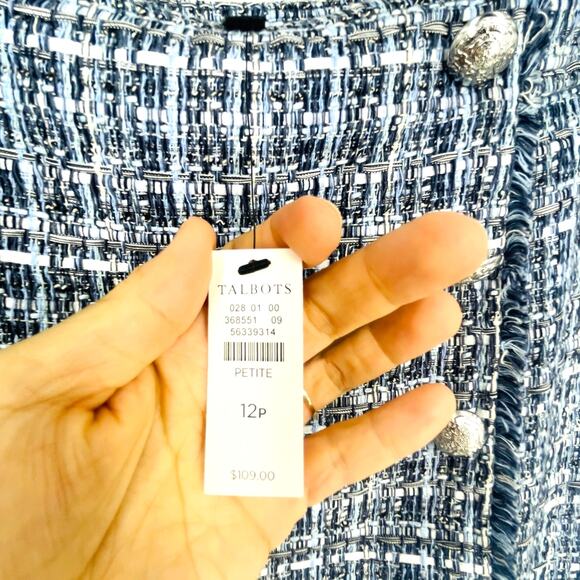 TALBOTS
028 01 00
368551 09
56339314
PETITE
12P
$109.00